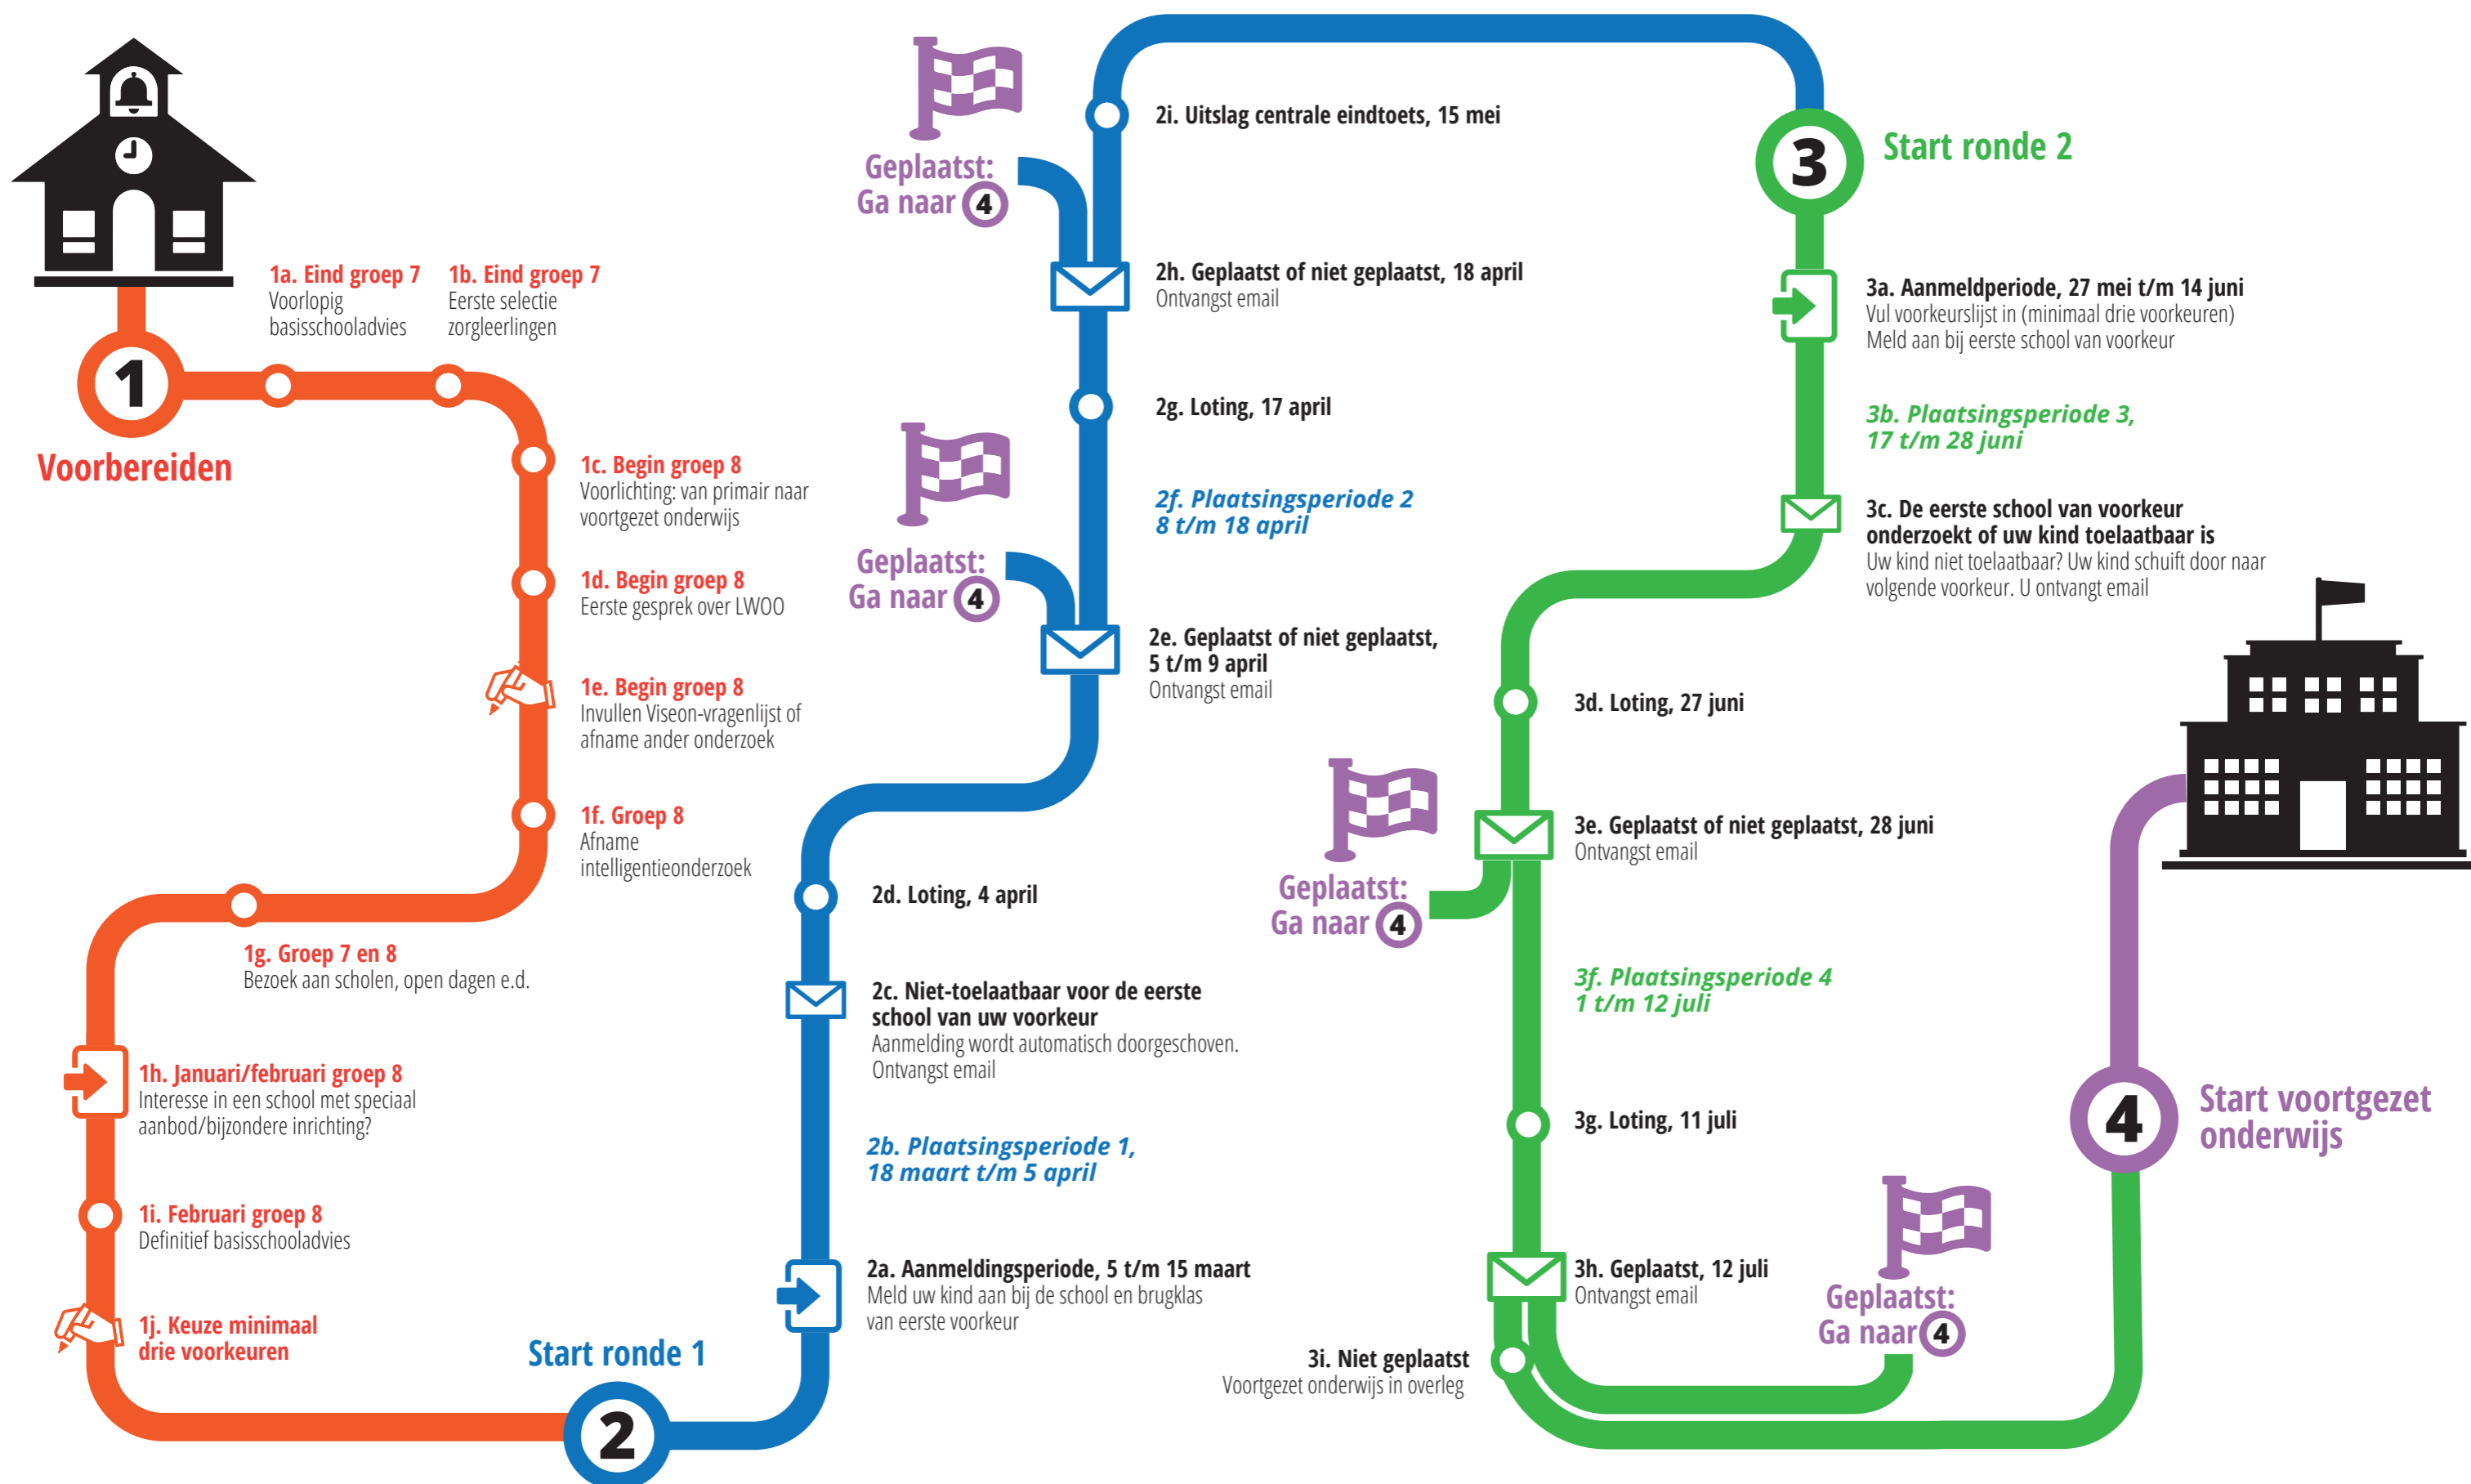 1
Voorbereiden
1a. Eind groep 7
Voorlopig
basisschooladvies
1b. Eind groep 7
Eerste selectie
zorgleerlingen
1c. Begin groep 8
Voorlichting: van primair naar
voortgezet onderwijs
1d. Begin groep 8
Eerste gesprek over LWOO
1e. Begin groep 8
Invullen Viseon-vragenlijst of
afname ander onderzoek
1f. Groep 8
Afname
intelligentieonderzoek
1g. Groep 7 en 8
Bezoek aan scholen, open dagen e.d.
1h. Januari/februari groep 8
Interesse in een school met speciaal
aanbod/bijzondere inrichting?
1i. Februari groep 8
Definitief basisschooladvies
1j. Keuze minimaal
drie voorkeuren
Start ronde 1
2
2a. Aanmeldingsperiode, 5 t/m 15 maart
Meld uw kind aan bij de school en brugklas
van eerste voorkeur
2b. Plaatsingsperiode 1,
18 maart t/m 5 april
2c. Niet-toelaatbaar voor de eerste
school van uw voorkeur
Aanmelding wordt automatisch doorgeschoven.
Ontvangst email
2d. Loting, 4 april
2e. Geplaatst of niet geplaatst,
5 t/m 9 april
Ontvangst email
Geplaatst:
Ga naar 4
2f. Plaatsingsperiode 2
8 t/m 18 april
2g. Loting, 17 april
2h. Geplaatst of niet geplaatst, 18 april
Ontvangst email
Geplaatst:
Ga naar 4
2i. Uitslag centrale eindtoets, 15 mei
3
Start ronde 2
3a. Aanmeldperiode, 27 mei t/m 14 juni
Vul voorkeurslijst in (minimaal drie voorkeuren)
Meld aan bij eerste school van voorkeur
3b. Plaatsingsperiode 3,
17 t/m 28 juni
3c. De eerste school van voorkeur
onderzoekt of uw kind toelaatbaar is
Uw kind niet toelaatbaar? Uw kind schuift door naar
volgende voorkeur. U ontvangt email
3d. Loting, 27 juni
3e. Geplaatst of niet geplaatst, 28 juni
Ontvangst email
Geplaatst:
Ga naar 4
3f. Plaatsingsperiode 4
1 t/m 12 juli
3g. Loting, 11 juli
3h. Geplaatst, 12 juli
Ontvangst email
Geplaatst:
Ga naar 4
3i. Niet geplaatst
Voortgezet onderwijs in overleg
4
Start voortgezet
onderwijs